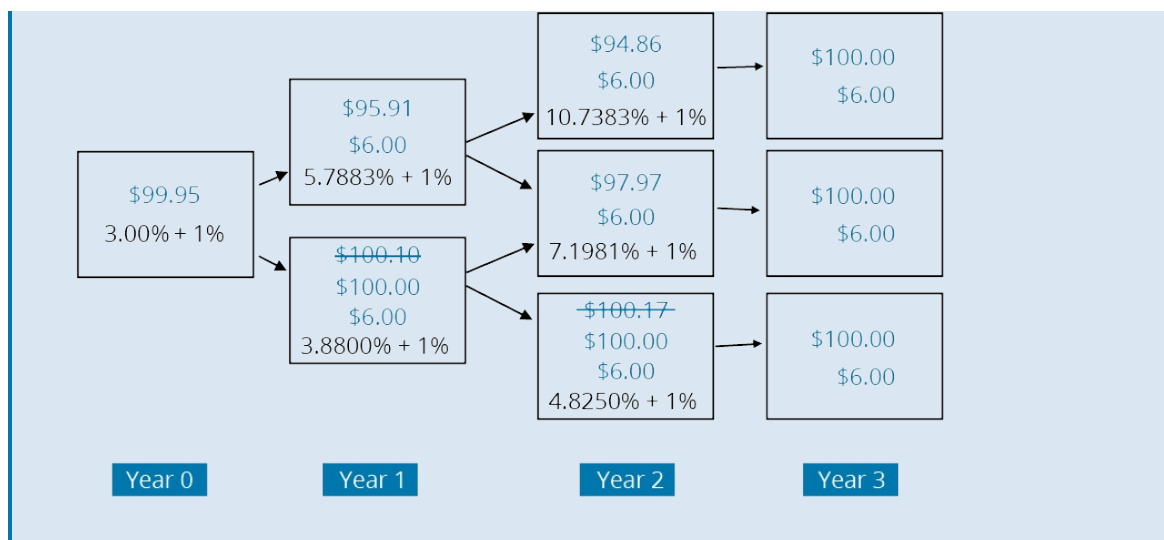 $99.95
3.00% + 1%
$95.91
$6.00
5.7883% + 1%
$100.10
$100.00
$6.00
3.8800% + 1%
$94.86
$6.00
10.7383% + 1%
$97.97
$6.00
7.1981% + 1%
$100.17
$100.00
$6.00
4.8250% + 1%
$100.00
$6.00
$100.00
$6.00
$100.00
$6.00
Year 0
Year 1
Year 2
Year 3